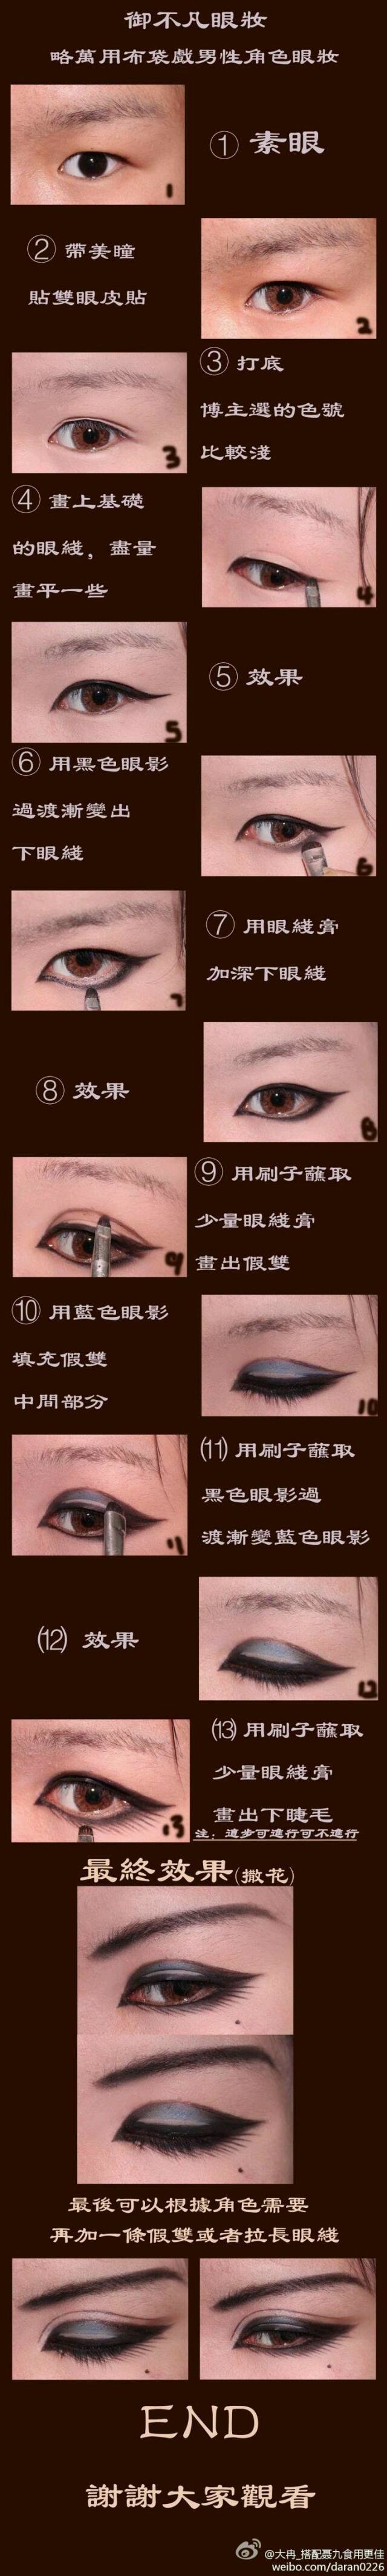 御不凡眼妝
略萬用布袋戲男性角色眼妝
① 素眼
1
② 帶美瞳
貼雙眼皮貼
2
③ 打底
博主選的色號
比較淺
3
④ 畫上基礎
的眼綫，盡量
畫平一些
4
⑤ 效果
5
⑥ 用黑色眼影
過渡漸變出
下眼綫
6
⑦ 用眼綫膏
加深下眼綫
7
⑧ 效果
8
⑨ 用刷子蘸取
少量眼綫膏
畫出假雙
9
⑩ 用藍色眼影
填充假雙
中間部分
10
⑾ 用刷子蘸取
黑色眼影過
渡漸變藍色眼影
11
⑿ 效果
12
⒀ 用刷子蘸取
少量眼綫膏
畫出下睫毛
注：這步可進行可不進行
13
最終效果(撒花)
最後可以根據角色需要
再加一條假雙或者拉長眼綫
END
謝謝大家觀看
@大冉_搭配聶九食用更佳
weibo.com/daran0226